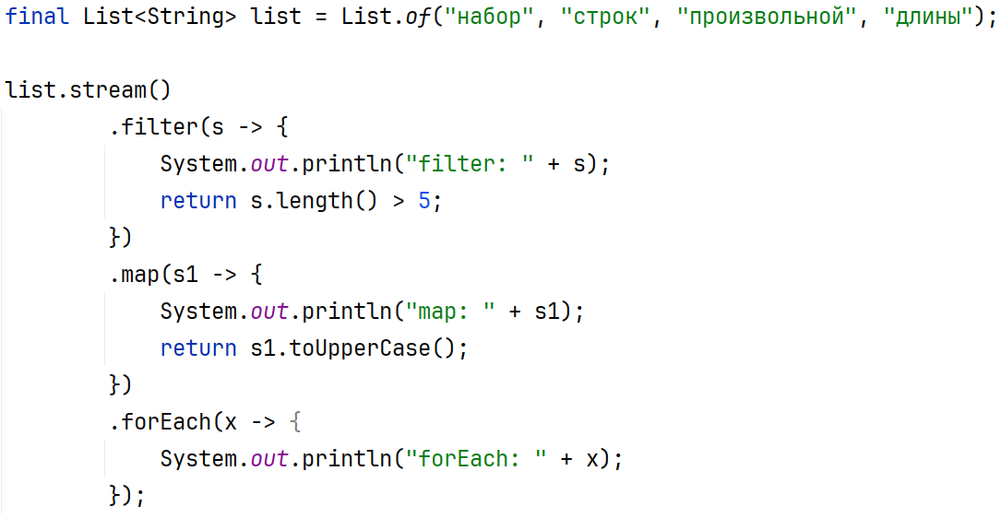 final List<String> list = List.of("набор", "строк", "произвольной", "длины");
list.stream()
.filter(s -> {
System.out.println("filter: " + s);
return s.length() > 5;
})
.map(s1 -> {
System.out.println("map: " + s1);
return s1.toUpperCase();
})
.forEach(x -> {
System.out.println("forEach: " + x);
});